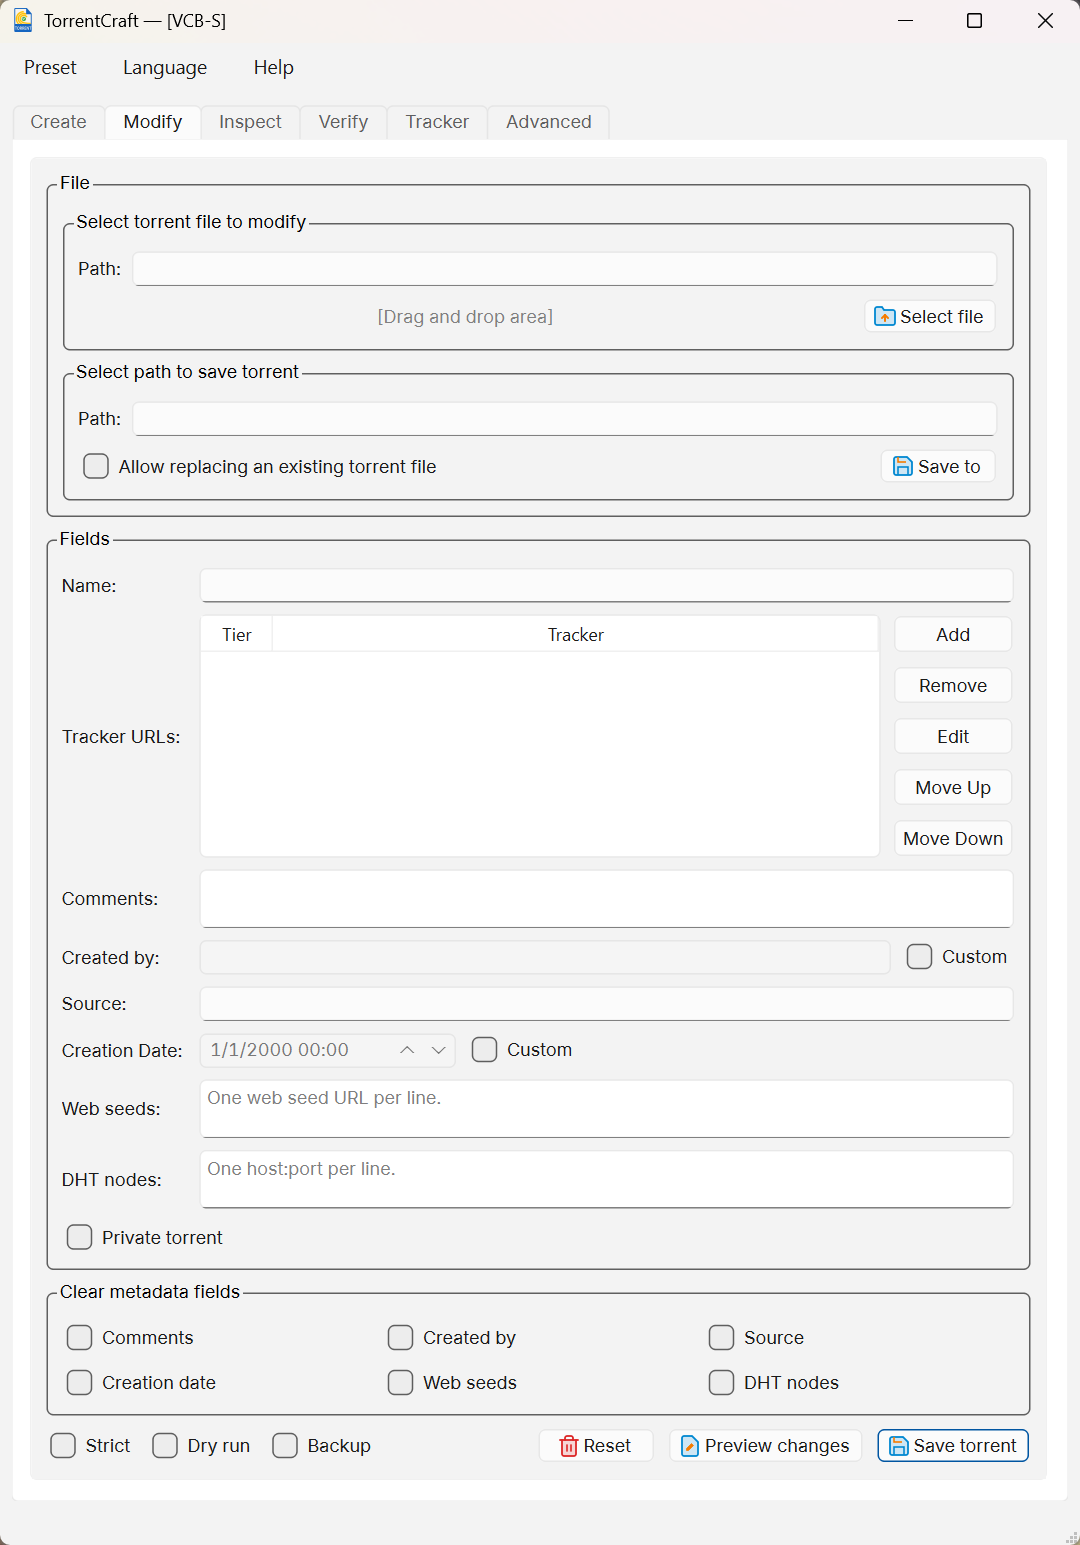 TorrentCraft — [VCB-S]
Preset Language Help
Create Modify Inspect Verify Tracker Advanced
File
Select torrent file to modify
Path:
[Drag and drop area] Select file
Select path to save torrent
Path:
Allow replacing an existing torrent file Save to
Fields
Name:
Tier Tracker Add
Remove
Tracker URLs: Edit
Move Up
Move Down
Comments:
Created by: Custom
Source:
Creation Date: 1/1/2000 00:00 Custom
Web seeds: One web seed URL per line.
DHT nodes: One host:port per line.
Private torrent
Clear metadata fields
Comments Created by Source
Creation date Web seeds DHT nodes
Strict Dry run Backup Reset Preview changes Save torrent